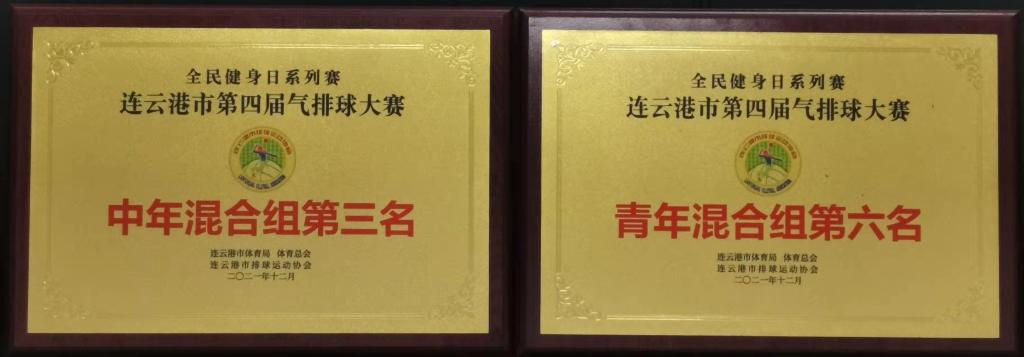 全民健身日系列赛
连云港市第四届气排球大赛
中年混合组第三名
连云港市体育局 体育总会
连云港市排球运动协会
二〇二一年十二月
全民健身日系列赛
连云港市第四届气排球大赛
青年混合组第六名
连云港市体育局 体育总会
连云港市排球运动协会
二〇二一年十二月